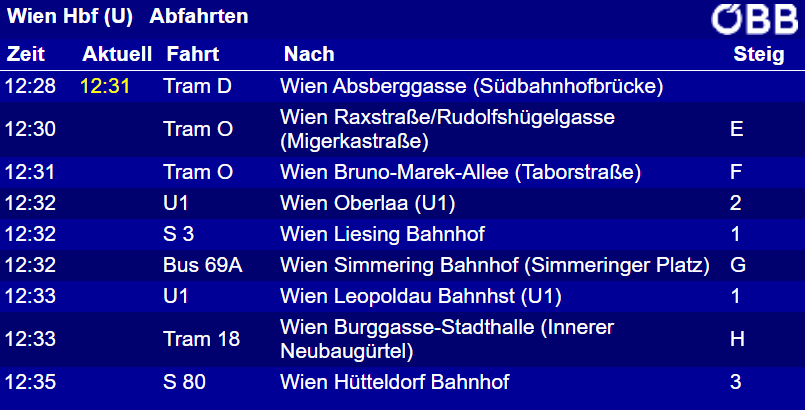 Wien Hbf (U) Abfahrten ÖBB
Zeit Aktuell Fahrt Nach Steig
12:28 12:31 Tram D Wien Absberggasse (Südbahnhofbrücke)
12:30 Tram O Wien Raxstraße/Rudolfshügelgasse
(Migerkastraße) E
12:31 Tram O Wien Bruno-Marek-Allee (Taborstraße) F
12:32 U1 Wien Oberlaa (U1) 2
12:32 S 3 Wien Liesing Bahnhof 1
12:32 Bus 69A Wien Simmering Bahnhof (Simmeringer Platz) G
12:33 U1 Wien Leopoldau Bahnhst (U1) 1
12:33 Tram 18 Wien Burggasse-Stadthalle (Innerer
Neubaugürtel) H
12:35 S 80 Wien Hütteldorf Bahnhof 3